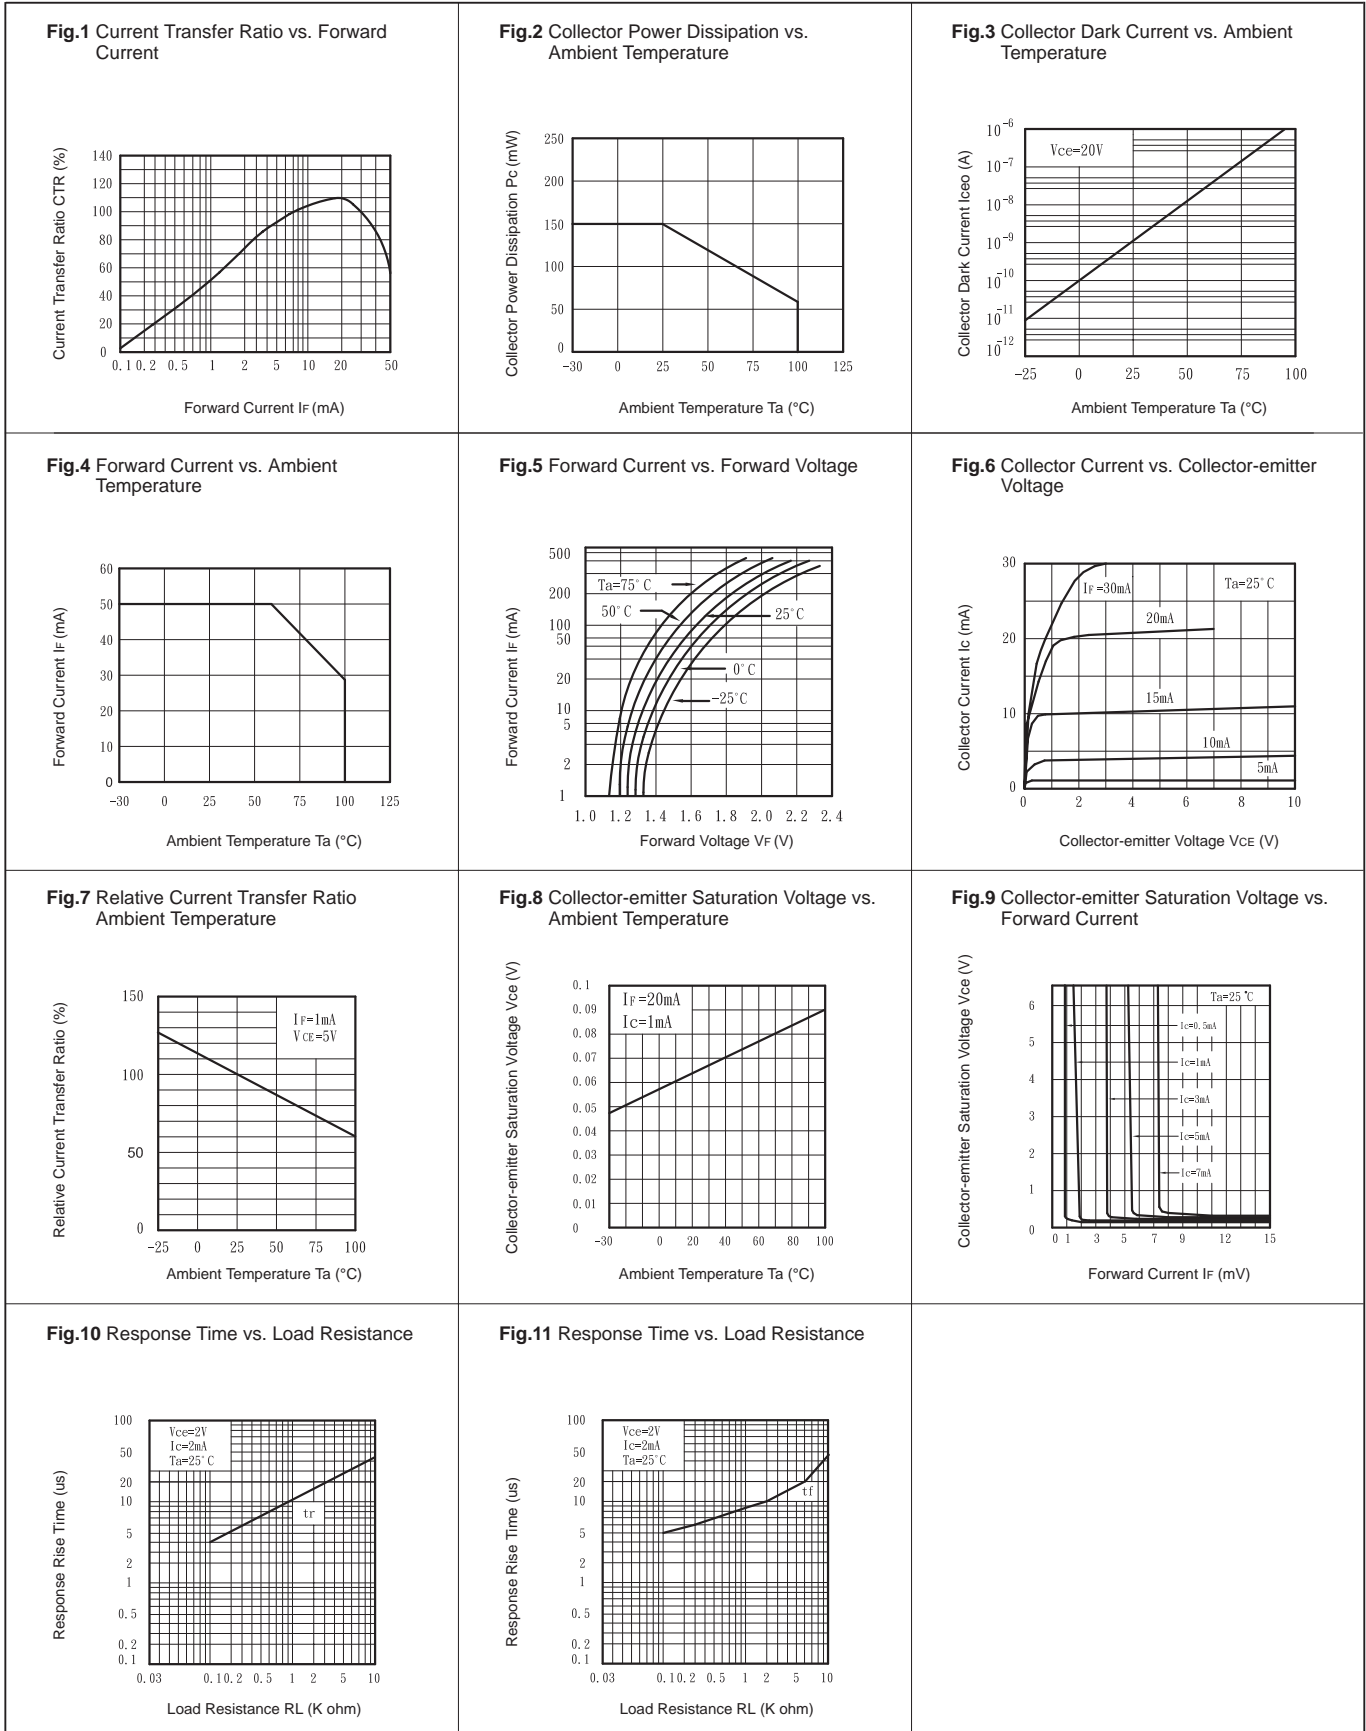 Fig.1 Current Transfer Ratio vs. Forward
Current
Current Transfer Ratio CTR (%)
140
120
100
80
60
40
20
0
0.1 0.2 0.5 1 2 5 10 20 50
Forward Current IF (mA)
Fig.2 Collector Power Dissipation vs.
Ambient Temperature
Collector Power Dissipation Pc (mW)
250
200
150
100
50
0
-30 0 25 50 75 100 125
Ambient Temperature Ta (°C)
Fig.3 Collector Dark Current vs. Ambient
Temperature
Collector Dark Current Iceo (A)
Vce=20V
10-6
10-7
10-8
10-9
10-10
10-11
10-12
-25 0 25 50 75 100
Ambient Temperature Ta (°C)
Fig.4 Forward Current vs. Ambient
Temperature
Forward Current IF (mA)
60
50
40
30
20
10
0
-30 0 25 50 75 100 125
Ambient Temperature Ta (°C)
Fig.5 Forward Current vs. Forward Voltage
Forward Current IF (mA)
500
200
100
50
20
10
5
2
1
Ta=75°C
50°C
25°C
0°C
-25°C
1.0 1.2 1.4 1.6 1.8 2.0 2.2 2.4
Forward Voltage VF (V)
Fig.6 Collector Current vs. Collector-emitter
Voltage
Collector Current Ic (mA)
30
20
10
0
IF=30mA
Ta=25°C
20mA
15mA
10mA
5mA
0 2 4 6 8 10
Collector-emitter Voltage VCE (V)
Fig.7 Relative Current Transfer Ratio
Ambient Temperature
Relative Current Transfer Ratio (%)
150
100
50
0
IF=1mA
VCE=5V
-25 0 25 50 75 100
Ambient Temperature Ta (°C)
Fig.8 Collector-emitter Saturation Voltage vs.
Ambient Temperature
Collector-emitter Saturation Voltage Vce (V)
0.1
0.09
0.08
0.07
0.06
0.05
0.04
0.03
0.02
0.01
0
IF=20mA
Ic=1mA
-30 0 20 40 60 80 100
Ambient Temperature Ta (°C)
Fig.9 Collector-emitter Saturation Voltage vs.
Forward Current
Collector-emitter Saturation Voltage Vce (V)
6
5
4
3
2
1
0
Ta=25℃
Ic=0.5mA
Ic=1mA
Ic=3mA
Ic=5mA
Ic=7mA
0 1 3 5 7 9 12 15
Forward Current IF (mV)
Fig.10 Response Time vs. Load Resistance
Response Rise Time (us)
100
50
20
10
5
2
1
0.5
0.2
0.1
Vce=2V
Ic=2mA
Ta=25°C
tr
0.03 0.1 0.2 0.5 1 2 5 10
Load Resistance RL (K ohm)
Fig.11 Response Time vs. Load Resistance
Response Rise Time (us)
100
50
20
10
5
2
1
0.5
0.2
0.1
Vce=2V
Ic=2mA
Ta=25°C
tf
0.03 0.1 0.2 0.5 1 2 5 10
Load Resistance RL (K ohm)